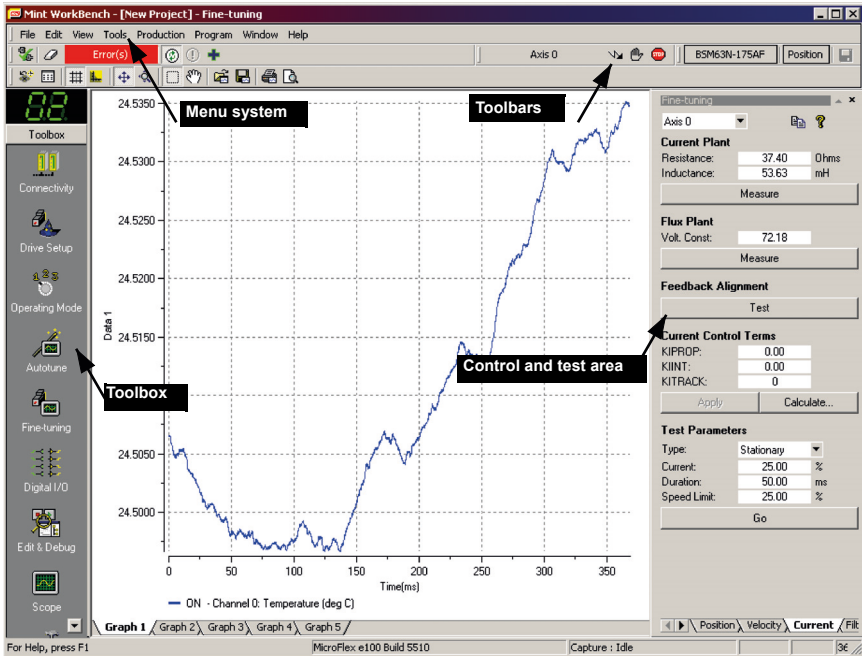 Mint WorkBench - [New Project] - Fine-tuning
File Edit View Tools Production Program Window Help
Error(s) Axis 0 BSM63N-175AF Position
Menu system
Toolbars
Toolbox
Connectivity
Drive Setup
Operating Mode
Autotune
Fine-tuning
Digital I/O
Edit & Debug
Scope
Toolbox
24.5350
24.5300
24.5250
24.5200
24.5150
24.5050
24.5000
Data 1
0 50 100 150 200 250 300 350
Time(ms)
ON - Channel 0: Temperature (deg C)
Graph 1 Graph 2 Graph 3 Graph 4 Graph 5
Control and test area
Fine-tuning
Axis 0
Current Plant
Resistance: 37.40 Ohms
Inductance: 53.63 mH
Measure
Flux Plant
Volt. Const: 72.18
Measure
Feedback Alignment
Test
Current Control Terms
KIPROP: 0.00
KIINT: 0.00
KITRACK: 0
Apply Calculate...
Test Parameters
Type: Stationary
Current: 25.00 %
Duration: 50.00 ms
Speed Limit: 25.00 %
Go
Position Velocity Current Filt
For Help, press F1 MicroFlex e100 Build 5510 Capture : Idle